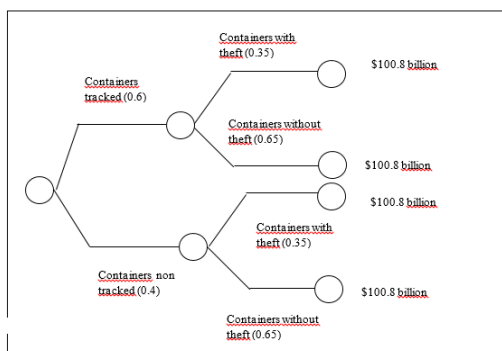 Containers with
theft (0.35)
$100.8 billion
Containers
tracked (0.6)
Containers without
theft (0.65)
$100.8 billion
$100.8 billion
Containers with
theft (0.35)
Containers non
tracked (0.4)
$100.8 billion
Containers without
theft (0.65)